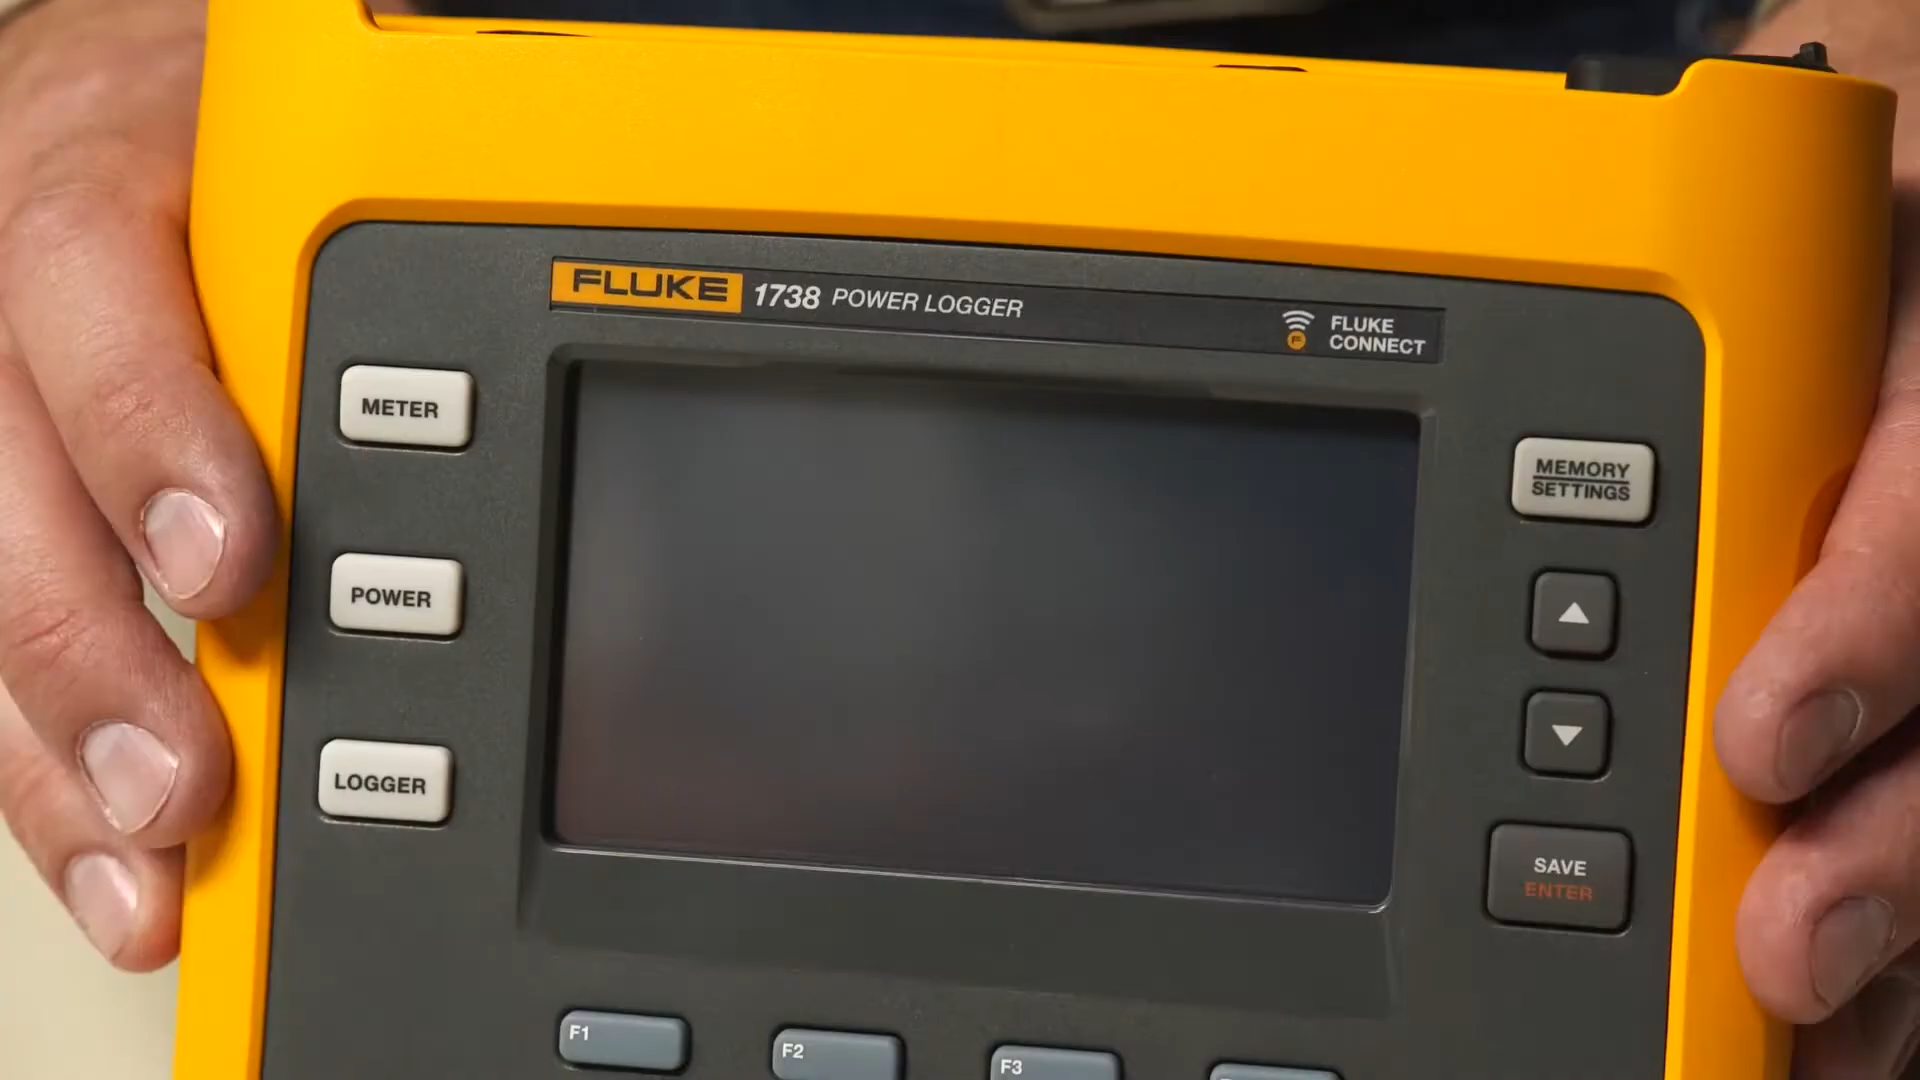 FLUKE 1738 POWER LOGGER
FLUKE
CONNECT
METER
MEMORY
SETTINGS
POWER
LOGGER
SAVE
ENTER
F1
F2
F3